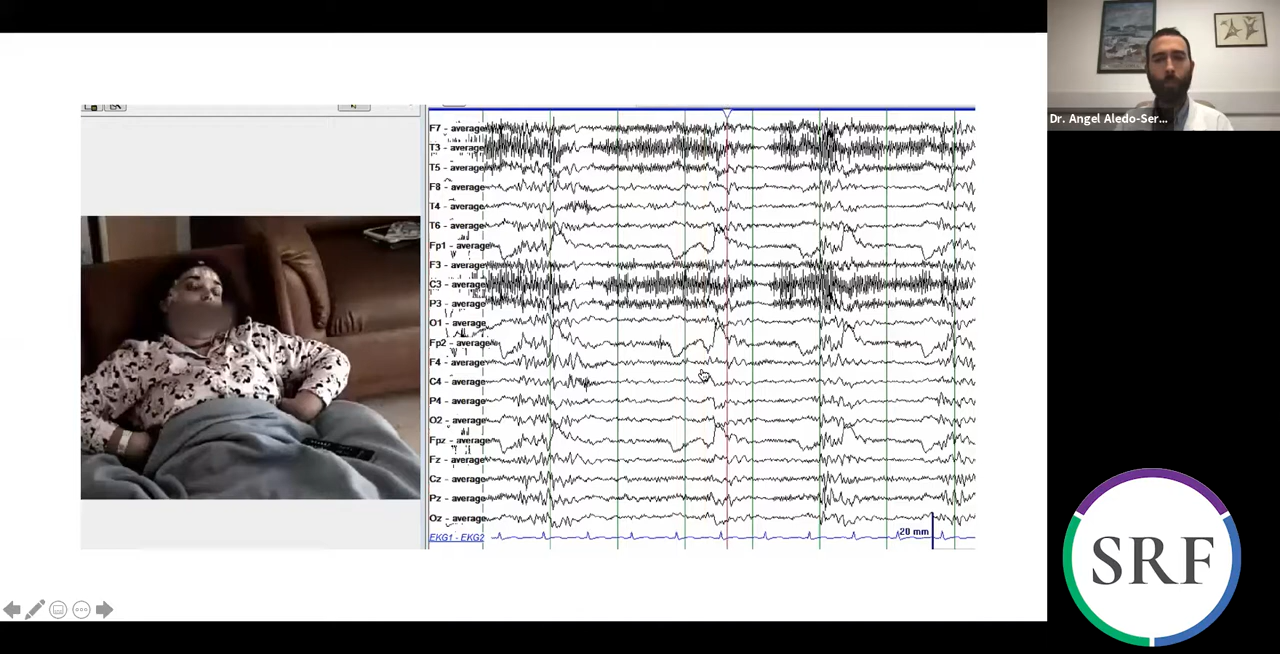 Dr. Angel Aledo-Ser...
F7 - average
T3 - average
T5 - average
F8 - average
T4 - average
T6 - average
Fp1 - average
F3 - average
C3 - average
P3 - average
O1 - average
Fp2 - average
F4 - average
C4 - average
P4 - average
O2 - average
Fpz - average
Fz - average
Cz - average
Pz - average
Oz - average
EKG1 - EKG2
20 mm
SRF